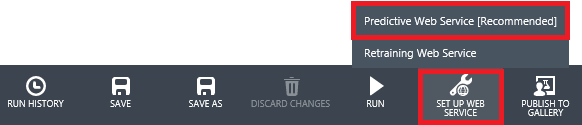 Predictive Web Service [Recommended]
Retraining Web Service
RUN HISTORY
SAVE
SAVE AS
DISCARD CHANGES
RUN
SET UP WEB
SERVICE
PUBLISH TO
GALLERY